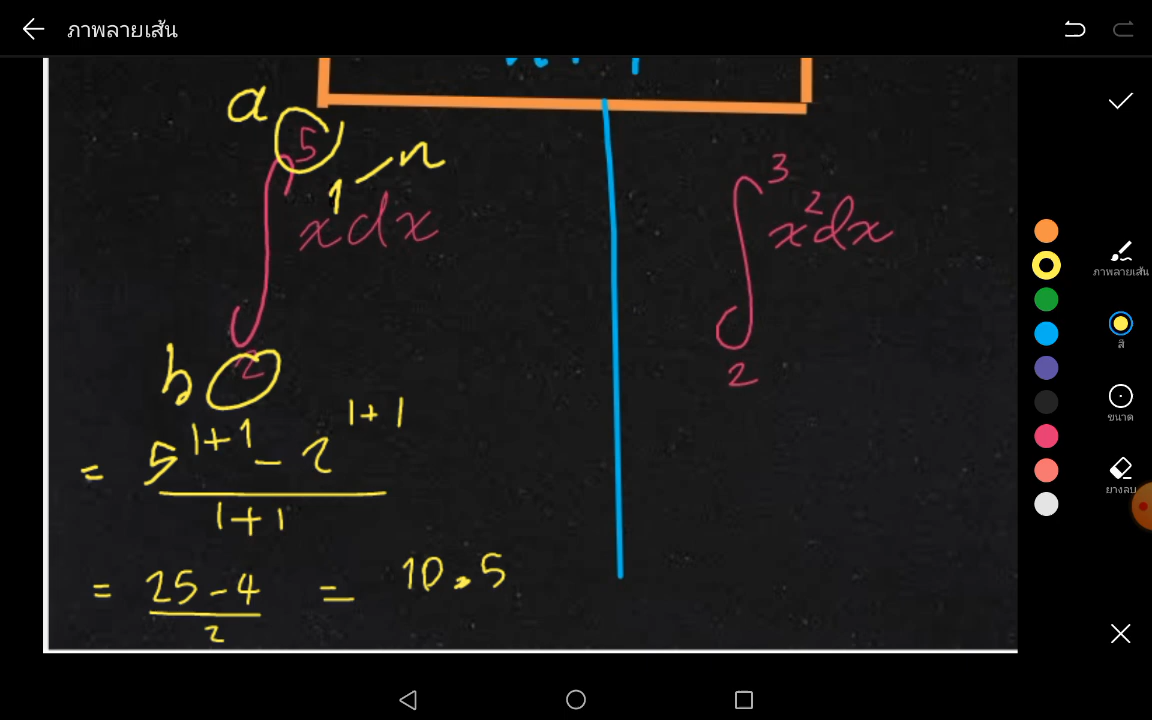 ภาพลายเส้น
a
5
1 n
∫ x dx
b 2
= 5^(1+1) - 2^(1+1)
1+1
= 25-4 = 10.5
2
3
∫ x² dx
2
ภาพลายเส้น
สี
ขนาด
ยางลบ